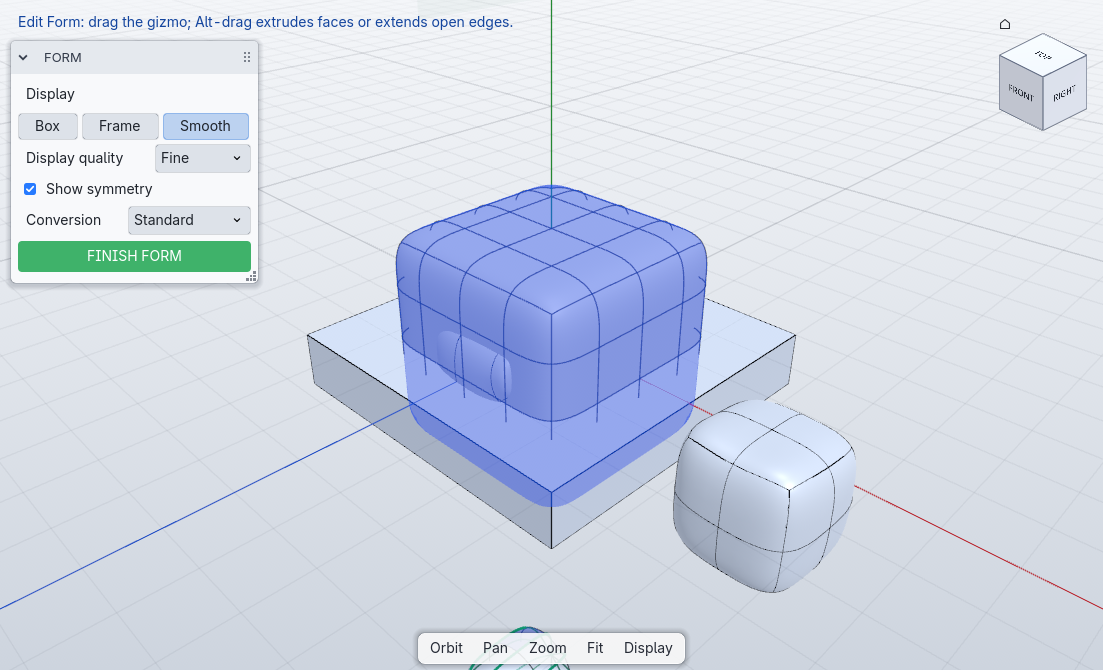 Edit Form: drag the gizmo; Alt-drag extrudes faces or extends open edges.
FORM
Display
Box Frame Smooth
Display quality Fine
Show symmetry
Conversion Standard
FINISH FORM
TOP
FRONT RIGHT
Orbit Pan Zoom Fit Display